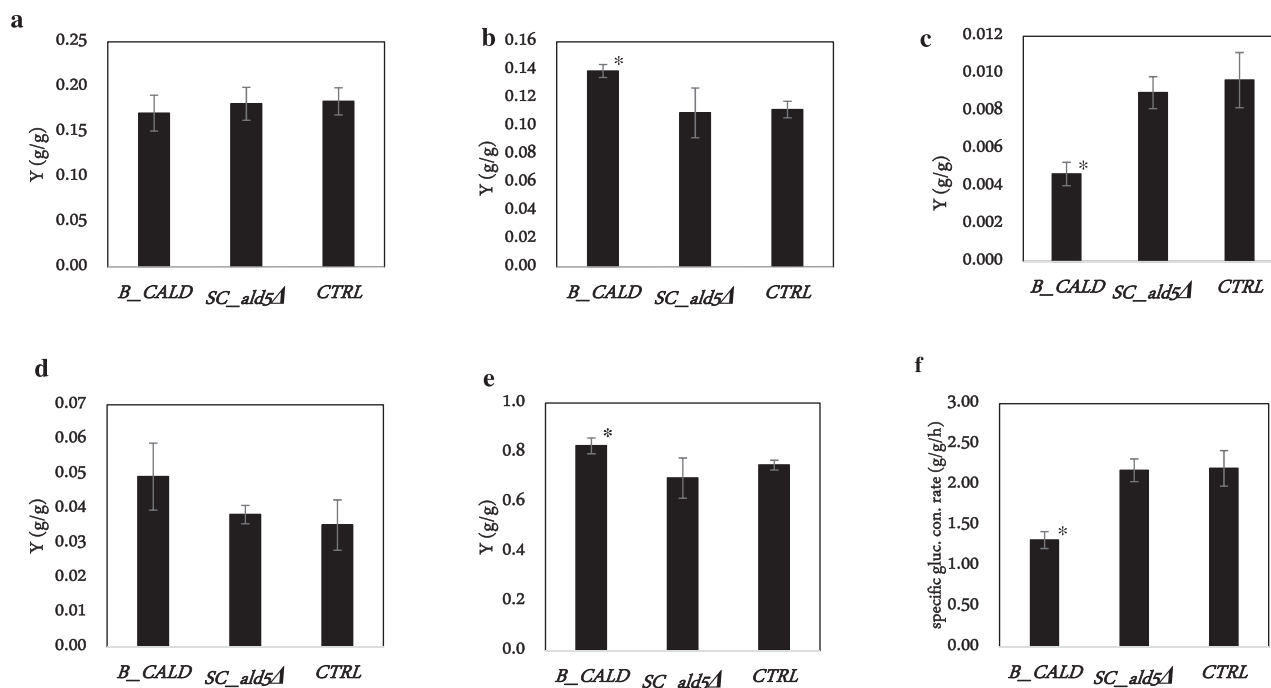 a
0.25
0.20
0.15
0.10
0.05
0.00
Y (g/g)
B_CALD SC_ald5Δ CTRL
b
0.16
0.14
0.12
0.10
0.08
0.06
0.04
0.02
0.00
Y (g/g)
*
B_CALD SC_ald5Δ CTRL
c
0.012
0.010
0.008
0.006
0.004
0.002
0.000
Y (g/g)
*
B_CALD SC_ald5Δ CTRL
d
0.07
0.06
0.05
0.04
0.03
0.02
0.01
0.00
Y (g/g)
B_CALD SC_ald5Δ CTRL
e
1.0
0.8
0.6
0.4
0.2
0.0
Y (g/g)
*
B_CALD SC_ald5Δ CTRL
f
3.00
2.50
2.00
1.50
1.00
0.50
0.00
specific gluc. con. rate (g/g/h)
*
B_CALD SC_ald5Δ CTRL